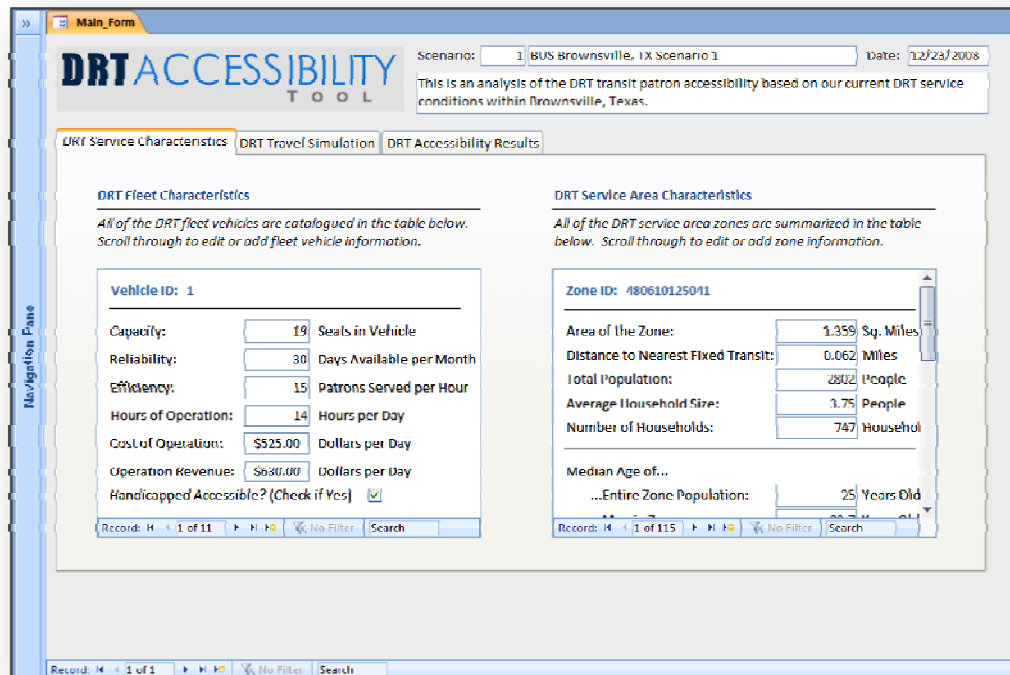 Main_Form
DRT ACCESSIBILITY
TOOL
Scenario: 1 BUS Brownsville, TX Scenario 1 Date: 12/23/2008
This is an analysis of the DRT transit patron accessibility based on our current DRT service
conditions within Brownsville, Texas.
DRT Service Characteristics DRT Travel Simulation DRT Accessibility Results
DRT Fleet Characteristics
All of the DRT fleet vehicles are catalogued in the table below.
Scroll through to edit or add fleet vehicle information.
Vehicle ID: 1
Capacity: 19 Seats in Vehicle
Reliability: 30 Days Available per Month
Efficiency: 15 Patrons Served per Hour
Hours of Operation: 14 Hours per Day
Cost of Operation: $525.00 Dollars per Day
Operation Revenue: $630.00 Dollars per Day
Handicapped Accessible? (Check if Yes)
Record: 1 of 11 No Filter Search
DRT Service Area Characteristics
All of the DRT service area zones are summarized in the table
below. Scroll through to edit or add zone information.
Zone ID: 480610125041
Area of the Zone: 1.359 Sq. Miles
Distance to Nearest Fixed Transit: 0.062 Miles
Total Population: 2802 People
Average Household Size: 3.75 People
Number of Households: 747 Househol
Median Age of...
...Entire Zone Population: 25 Years Old
Record: 1 of 115 No Filter Search
Navigation Pane
Record: 1 of 1 No Filter Search